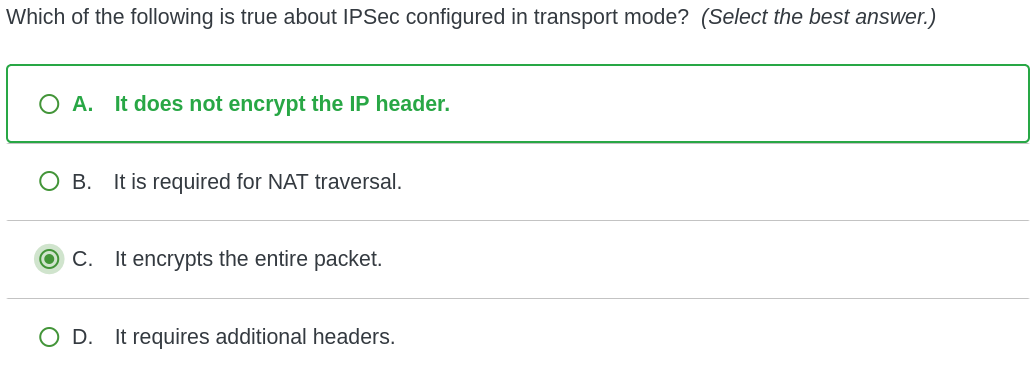 Which of the following is true about IPSec configured in transport mode? (Select the best answer.)
A. It does not encrypt the IP header.
B. It is required for NAT traversal.
C. It encrypts the entire packet.
D. It requires additional headers.